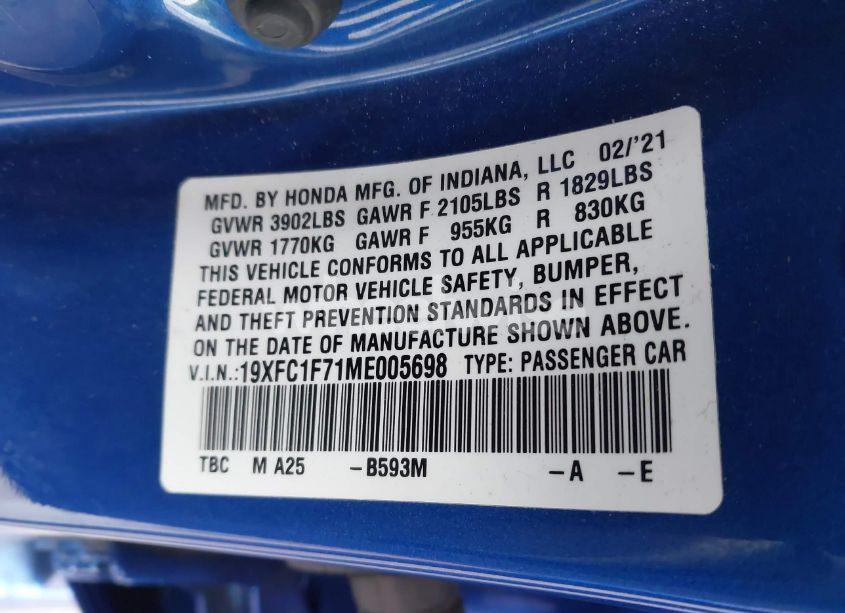 MFD. BY HONDA MFG. OF INDIANA, LLC 02/'21
GVWR 3902LBS GAWR F 2105LBS R 1829LBS
GVWR 1770KG GAWR F 955KG R 830KG
THIS VEHICLE CONFORMS TO ALL APPLICABLE
FEDERAL MOTOR VEHICLE SAFETY, BUMPER,
AND THEFT PREVENTION STANDARDS IN EFFECT
ON THE DATE OF MANUFACTURE SHOWN ABOVE.
V.I.N.:19XFC1F71ME005698 TYPE: PASSENGER CAR
TBC M A25 -B593M -A -E